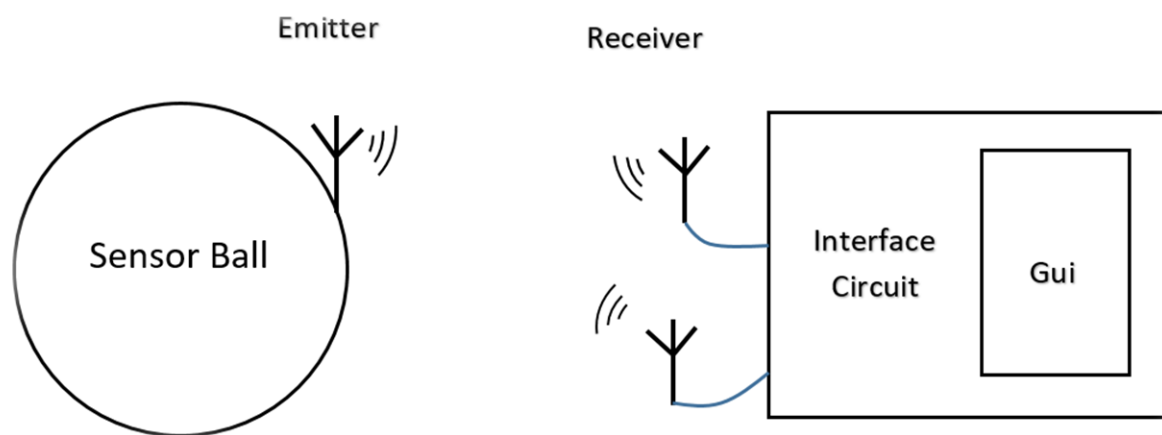 Emitter
Receiver
Sensor Ball
Interface
Circuit
Gui